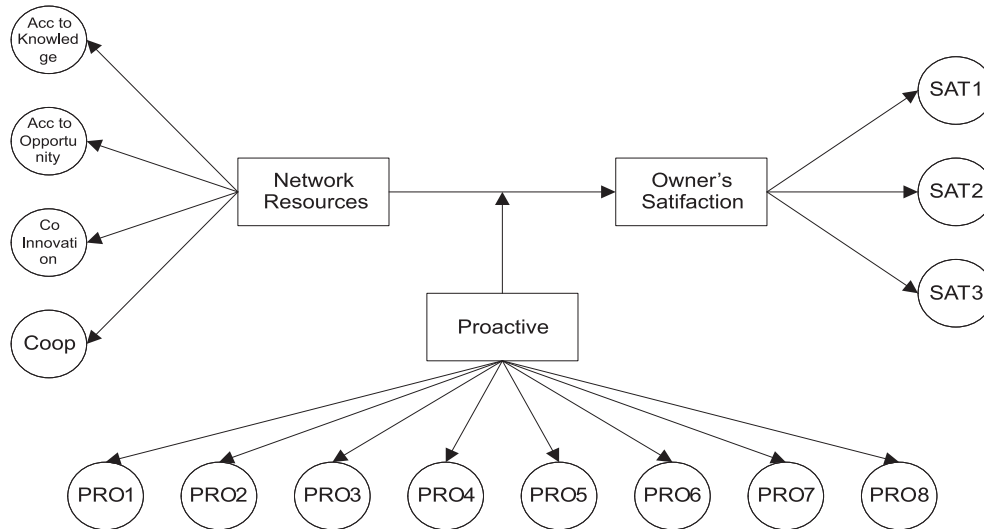 Acc to
Knowled
ge
Acc to
Opportu
nity
Co
Innovati
on
Coop
Network
Resources
Owner's
Satifaction
SAT1
SAT2
SAT3
Proactive
PRO1
PRO2
PRO3
PRO4
PRO5
PRO6
PRO7
PRO8